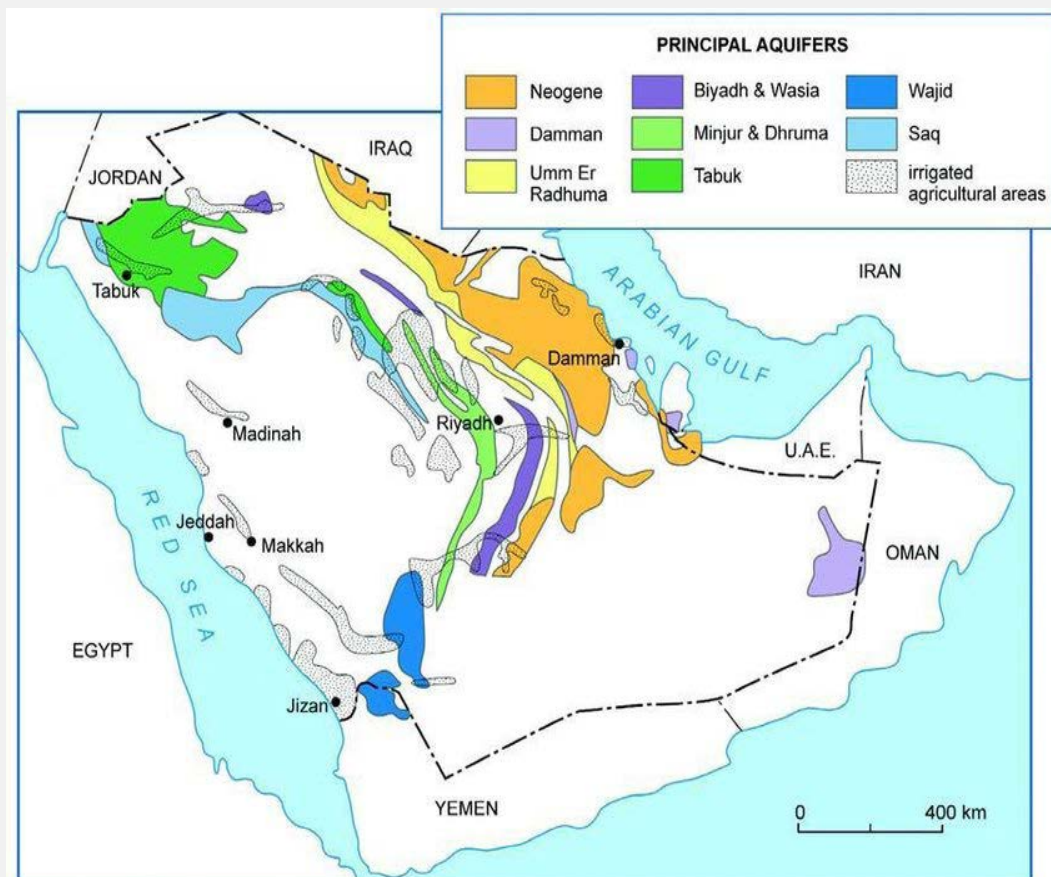 PRINCIPAL AQUIFERS
Neogene
Damman
Umm Er
Radhuma
Biyadh & Wasia
Minjur & Dhruma
Tabuk
Wajid
Saq
irrigated
agricultural areas
IRAQ
JORDAN
IRAN
Tabuk
ARABIAN GULF
Damman
Riyadh
Madinah
U.A.E.
RED SEA
Jeddah
Makkah
OMAN
EGYPT
Jizan
YEMEN
0 400 km